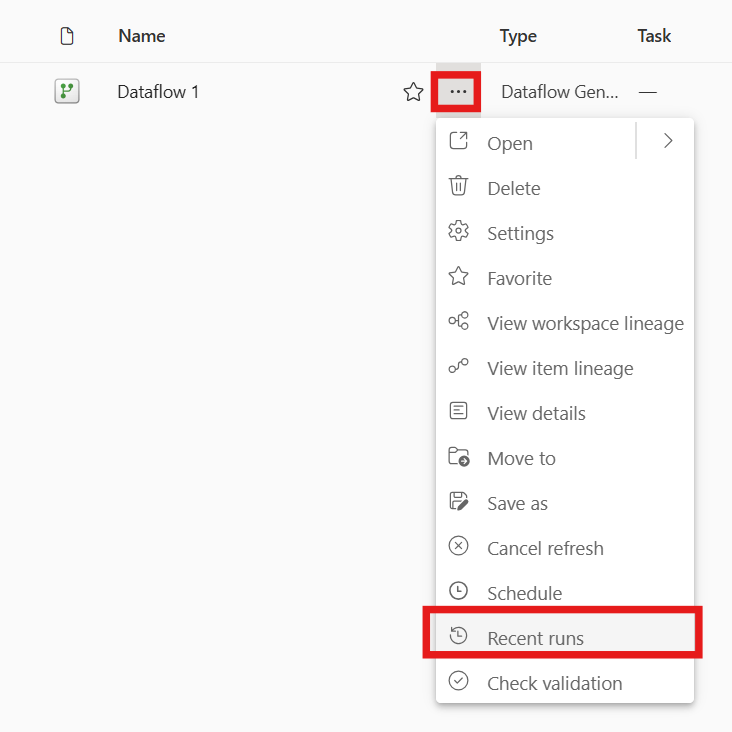 Name Type Task
Dataflow 1 ... Dataflow Gen... —
Open
Delete
Settings
Favorite
View workspace lineage
View item lineage
View details
Move to
Save as
Cancel refresh
Schedule
Recent runs
Check validation